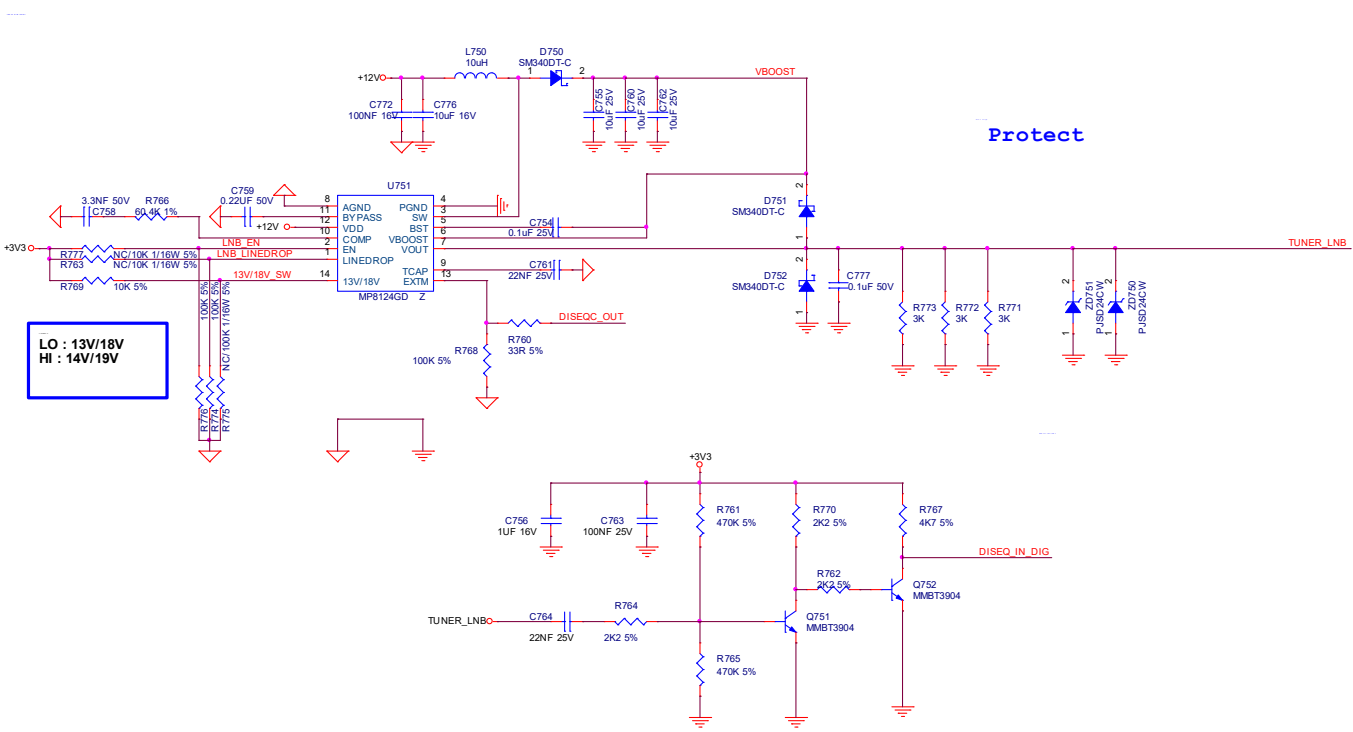 L750
10uH
D750
SM340DT-C
1
2
+12V
VBOOST
C772
100NF 16V
C776
10uF 16V
C755
10uF 25V
C760
10uF 25V
C762
10uF 25V
Protect
U751
8
11
12
10
2
1
14
AGND
BYPASS
VDD
COMP
EN
LINEDROP
13V/18V
PGND
SW
BST
VBOOST
VOUT
TCAP
EXTM
4
3
5
6
7
9
13
MP8124GD Z
3.3NF 50V
C758
R766
60.4K 1%
C759
0.22UF 50V
+12V
+3V3
LNB_EN
LNB_LINEDROP
13V/18V_SW
R777
NC/10K 1/16W 5%
R763
NC/10K 1/16W 5%
R769
10K 5%
100K 5%
100K 5%
NC/100K 1/16W 5%
R776
R774
R775
C754
0.1uF 25V
C761
22NF 25V
DISEQC_OUT
R760
33R 5%
R768
100K 5%
LO : 13V/18V
HI : 14V/19V
D751
SM340DT-C
2
1
D752
SM340DT-C
2
1
C777
0.1uF 50V
TUNER_LNB
R773
3K
R772
3K
R771
3K
2
1
ZD751
PJSD24CW
2
1
ZD750
PJSD24CW
+3V3
C756
1UF 16V
C763
100NF 25V
R761
470K 5%
R770
2K2 5%
R767
4K7 5%
DISEQ_IN_DIG
R762
2K2 5%
Q752
MMBT3904
TUNER_LNB
C764
22NF 25V
R764
2K2 5%
Q751
MMBT3904
R765
470K 5%